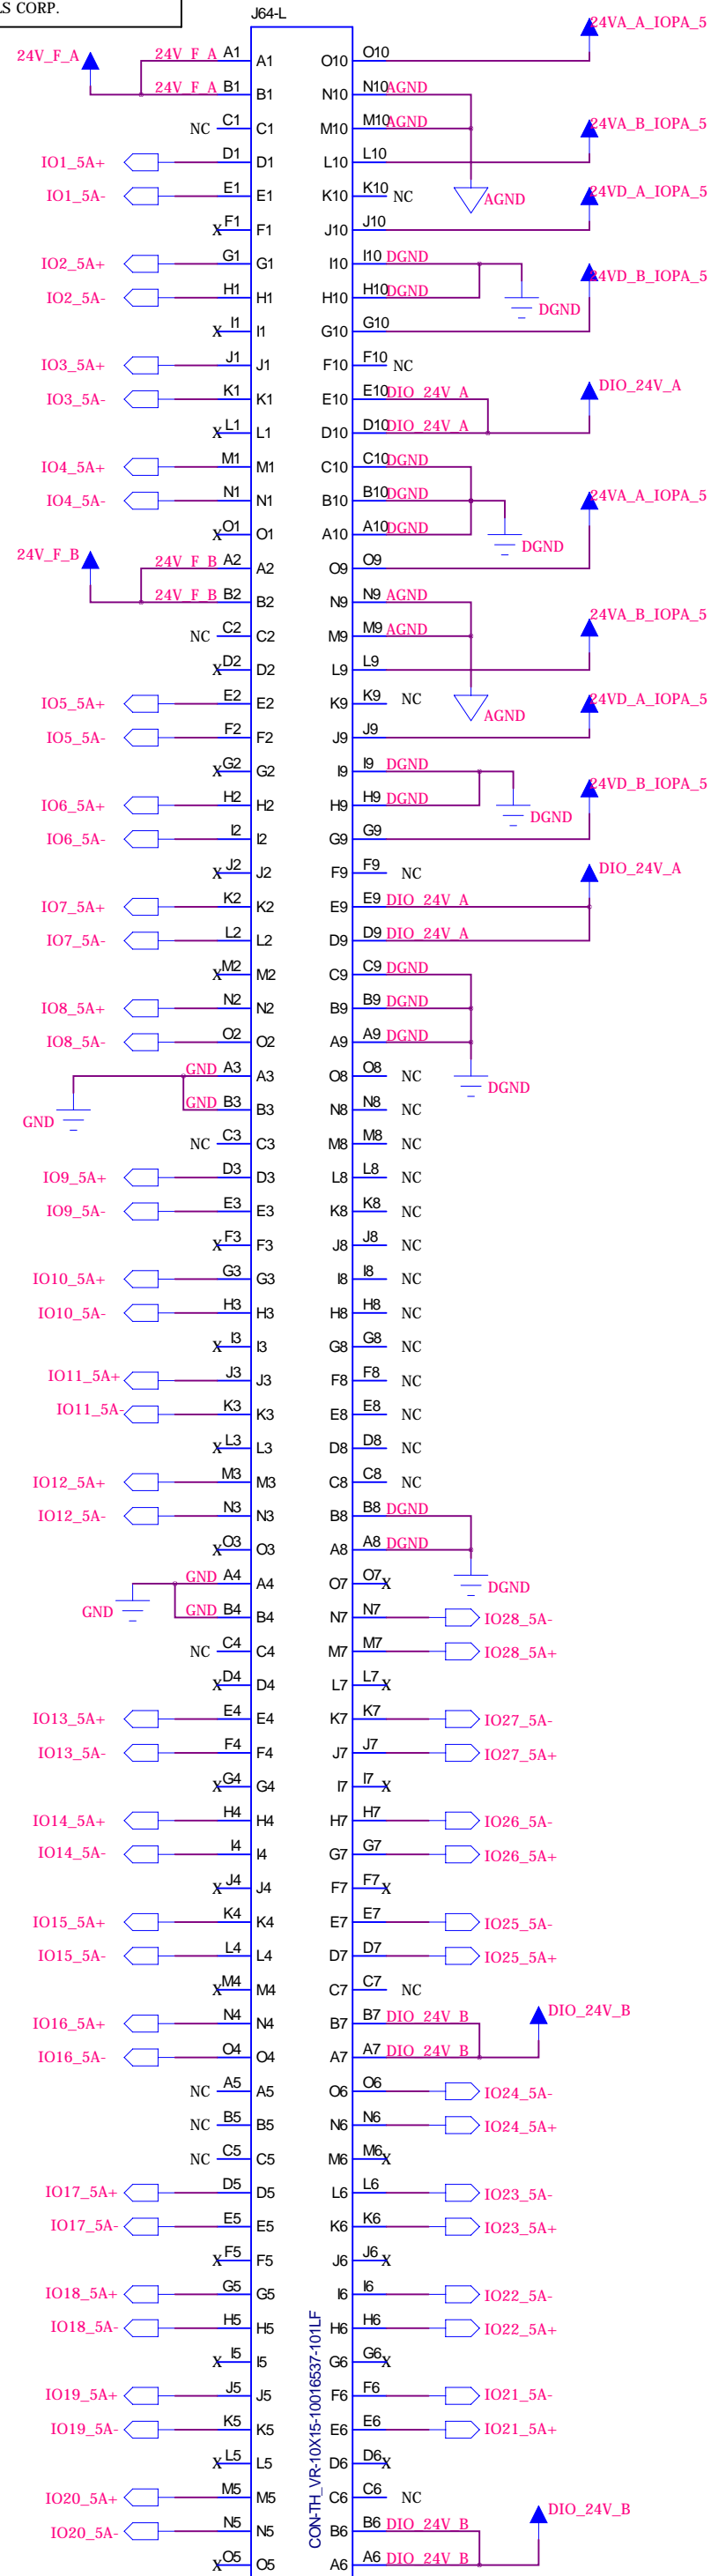 LS CORP.
J64-L
24V_F_A 24V_F_A A1 A1 O10 O10 24VA_A_IOPA_5
24V_F_A B1 B1 N10 N10 AGND
NC C1 C1 M10 M10 AGND 24VA_B_IOPA_5
IO1_5A+ D1 D1 L10 L10
IO1_5A- E1 E1 K10 K10 NC AGND 24VD_A_IOPA_5
X F1 F1 J10 J10
IO2_5A+ G1 G1 I10 I10 DGND 24VD_B_IOPA_5
IO2_5A- H1 H1 H10 H10 DGND DGND
X I1 I1 G10 G10
IO3_5A+ J1 J1 F10 F10 NC
IO3_5A- K1 K1 E10 E10 DIO_24V_A DIO_24V_A
X L1 L1 D10 D10 DIO_24V_A
IO4_5A+ M1 M1 C10 C10 DGND
IO4_5A- N1 N1 B10 B10 DGND 24VA_A_IOPA_5
X O1 O1 A10 A10 DGND DGND
24V_F_B 24V_F_B A2 A2 O9 O9
24V_F_B B2 B2 N9 N9 AGND 24VA_B_IOPA_5
NC C2 C2 M9 M9 AGND
X D2 D2 L9 L9
IO5_5A+ E2 E2 K9 K9 NC AGND 24VD_A_IOPA_5
IO5_5A- F2 F2 J9 J9
X G2 G2 I9 I9 DGND
IO6_5A+ H2 H2 H9 H9 DGND DGND 24VD_B_IOPA_5
IO6_5A- I2 I2 G9 G9
X J2 J2 F9 F9 NC DIO_24V_A
IO7_5A+ K2 K2 E9 E9 DIO_24V_A
IO7_5A- L2 L2 D9 D9 DIO_24V_A
X M2 M2 C9 C9 DGND
IO8_5A+ N2 N2 B9 B9 DGND
IO8_5A- O2 O2 A9 A9 DGND
GND A3 A3 O8 O8 NC DGND
GND GND B3 B3 N8 N8 NC
NC C3 C3 M8 M8 NC
IO9_5A+ D3 D3 L8 L8 NC
IO9_5A- E3 E3 K8 K8 NC
X F3 F3 J8 J8 NC
IO10_5A+ G3 G3 I8 I8 NC
IO10_5A- H3 H3 H8 H8 NC
X I3 I3 G8 G8 NC
IO11_5A+ J3 J3 F8 F8 NC
IO11_5A- K3 K3 E8 E8 NC
X L3 L3 D8 D8 NC
IO12_5A+ M3 M3 C8 C8 NC
IO12_5A- N3 N3 B8 B8 DGND
X O3 O3 A8 A8 DGND
GND A4 A4 O7 O7 X DGND
GND GND B4 B4 N7 N7 IO28_5A-
NC C4 C4 M7 M7 IO28_5A+
X D4 D4 L7 L7 X
IO13_5A+ E4 E4 K7 K7 IO27_5A-
IO13_5A- F4 F4 J7 J7 IO27_5A+
X G4 G4 I7 I7 X
IO14_5A+ H4 H4 H7 H7 IO26_5A-
IO14_5A- I4 I4 G7 G7 IO26_5A+
X J4 J4 F7 F7 X
IO15_5A+ K4 K4 E7 E7 IO25_5A-
IO15_5A- L4 L4 D7 D7 IO25_5A+
X M4 M4 C7 C7 NC
IO16_5A+ N4 N4 B7 B7 DIO_24V_B DIO_24V_B
IO16_5A- O4 O4 A7 A7 DIO_24V_B
NC A5 A5 O6 O6 IO24_5A-
NC B5 B5 N6 N6 IO24_5A+
NC C5 C5 M6 M6 X
IO17_5A+ D5 D5 L6 L6 IO23_5A-
IO17_5A- E5 E5 K6 K6 IO23_5A+
X F5 F5 J6 J6 X
IO18_5A+ G5 G5 I6 I6 IO22_5A-
IO18_5A- H5 H5 H6 H6 IO22_5A+
X I5 I5 G6 G6 X
IO19_5A+ J5 J5 F6 F6 IO21_5A-
IO19_5A- K5 K5 E6 E6 IO21_5A+
X L5 L5 D6 D6 X
IO20_5A+ M5 M5 C6 C6 NC
IO20_5A- N5 N5 B6 B6 DIO_24V_B DIO_24V_B
X O5 O5 A6 A6 DIO_24V_B
CON-TH_VR-10X15-10016537-101LF